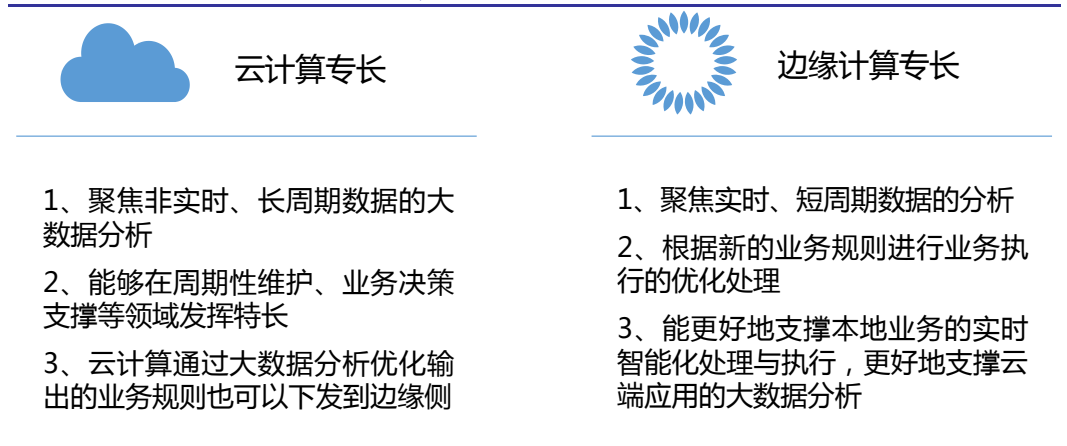 云计算专长
1、聚焦非实时、长周期数据的大
数据分析
2、能够在周期性维护、业务决策
支撑等领域发挥特长
3、云计算通过大数据分析优化输
出的业务规则也可以下发到边缘侧
边缘计算专长
1、聚焦实时、短周期数据的分析
2、根据新的业务规则进行业务执
行的优化处理
3、能更好地支撑本地业务的实时
智能化处理与执行，更好地支撑云
端应用的大数据分析